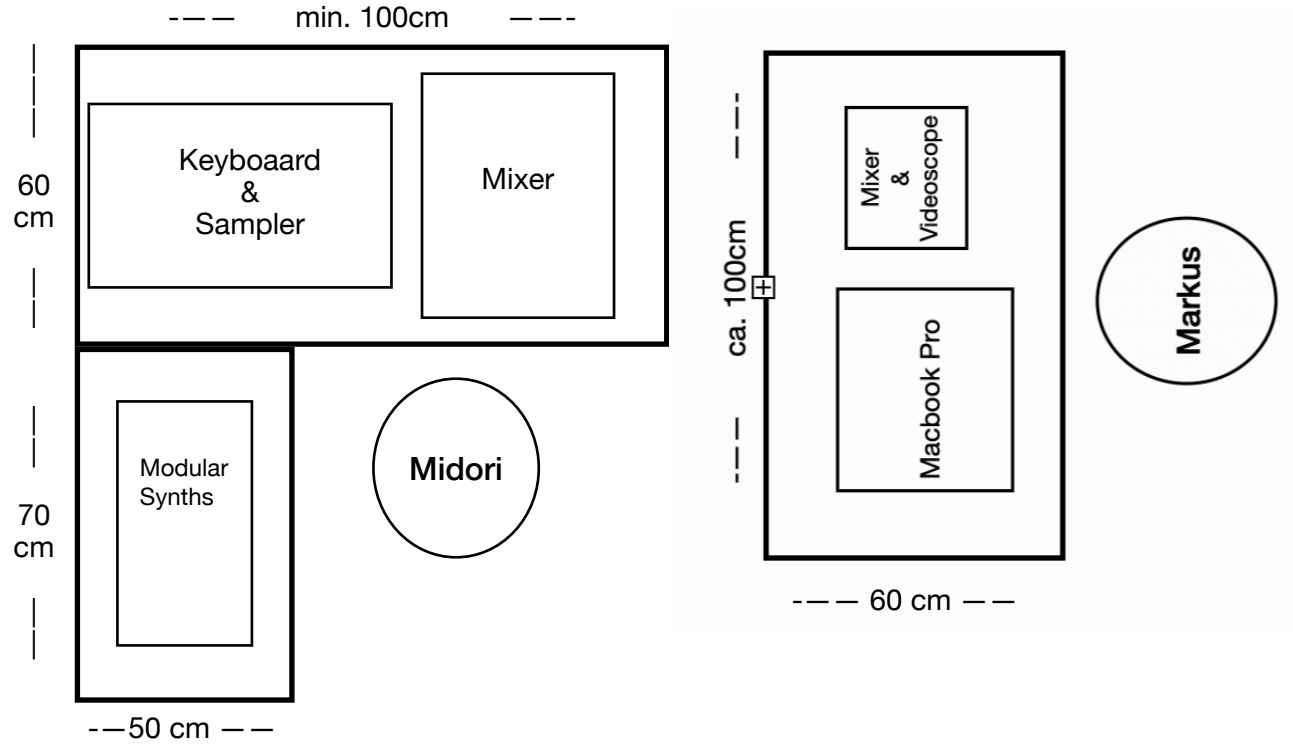 min. 100cm
60
cm
Keyboaard
&
Sampler
Mixer
Modular
Synths
Midori
70
cm
50 cm
ca. 100cm
Mixer
&
Videoscope
Macbook Pro
Markus
60 cm